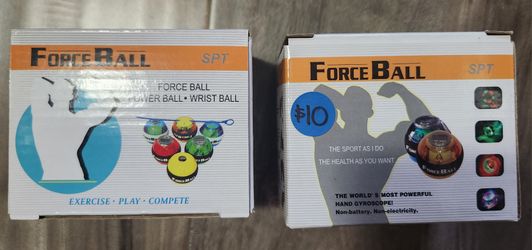 FORCE BALL
SPT
FORCE BALL
POWER BALL • WRIST BALL
EXERCISE • PLAY • COMPETE
FORCE BALL
SPT
$10
THE SPORT AS I DO
THE HEALTH AS YOU WANT
THE WORLD'S MOST POWERFUL
HAND GYROSCOPE!
Non-battery. Non-electricity.